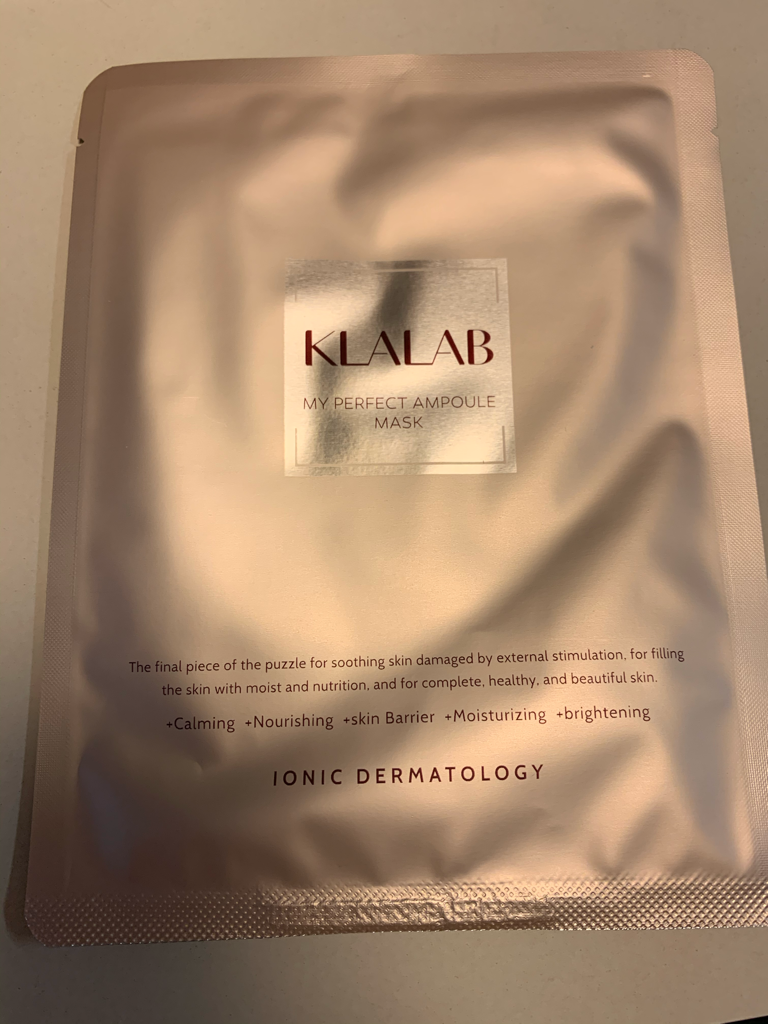 KLALAB
MY PERFECT AMPOULE
MASK
The final piece of the puzzle for soothing skin damaged by external stimulation, for filling
the skin with moist and nutrition, and for complete, healthy, and beautiful skin.
+Calming +Nourishing +skin Barrier +Moisturizing +brightening
IONIC DERMATOLOGY